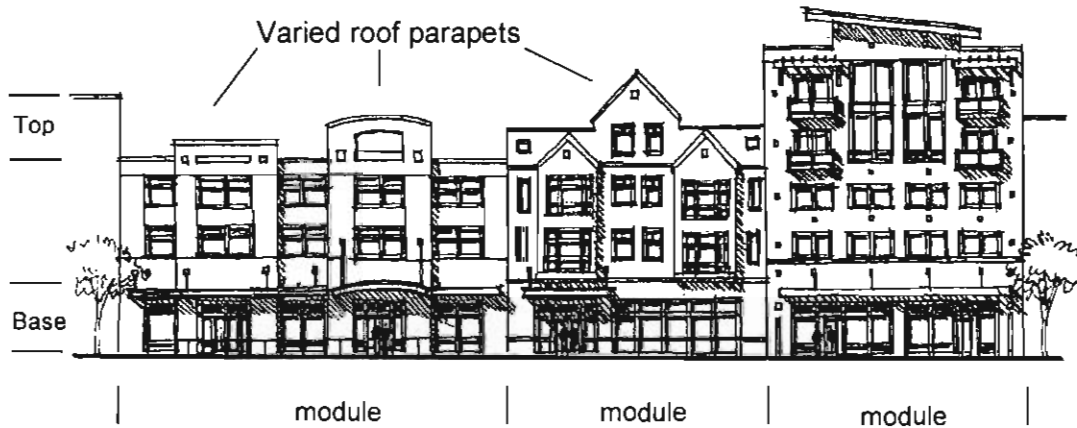 Varied roof parapets
Top
Base
module
module
module